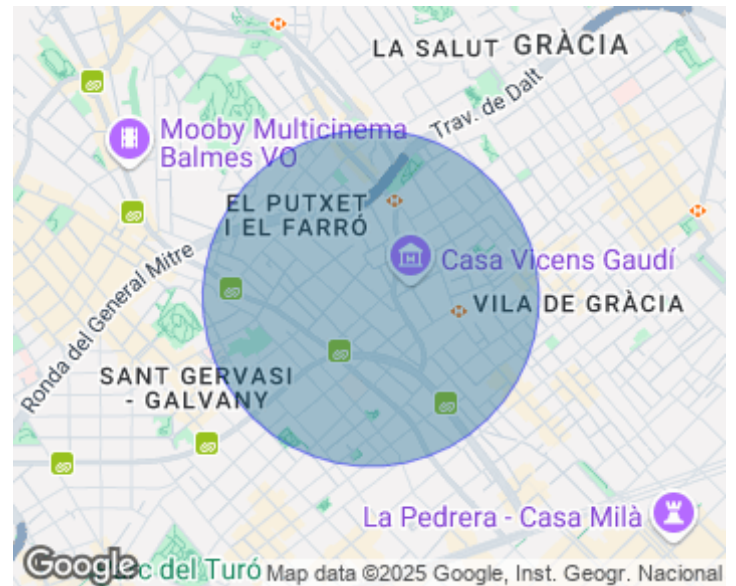 LA SALUT
GRÀCIA
Trav. de Dalt
Mooby Multicinema
Balmes VO
EL PUTXET
I EL FARRÓ
Casa Vicens Gaudí
Ronda del General Mitre
VILA DE GRÀCIA
SANT GERVASI
- GALVANY
La Pedrera - Casa Milà
Google
del Turó
Map data ©2025 Google, Inst. Geogr. Nacional